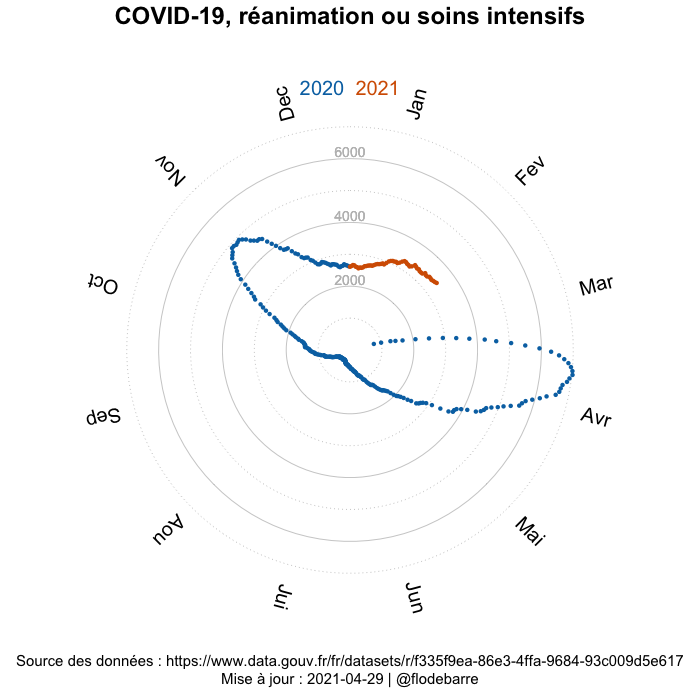 COVID-19, réanimation ou soins intensifs
2020 2021
Dec
Jan
Nov
Fev
6000
4000
2000
Oct
Mar
Sep
Avr
Aou
Mai
Jui
Jun
Source des données : https://www.data.gouv.fr/fr/datasets/r/f335f9ea-86e3-4ffa-9684-93c009d5e617
Mise à jour : 2021-04-29 | @flodebarre